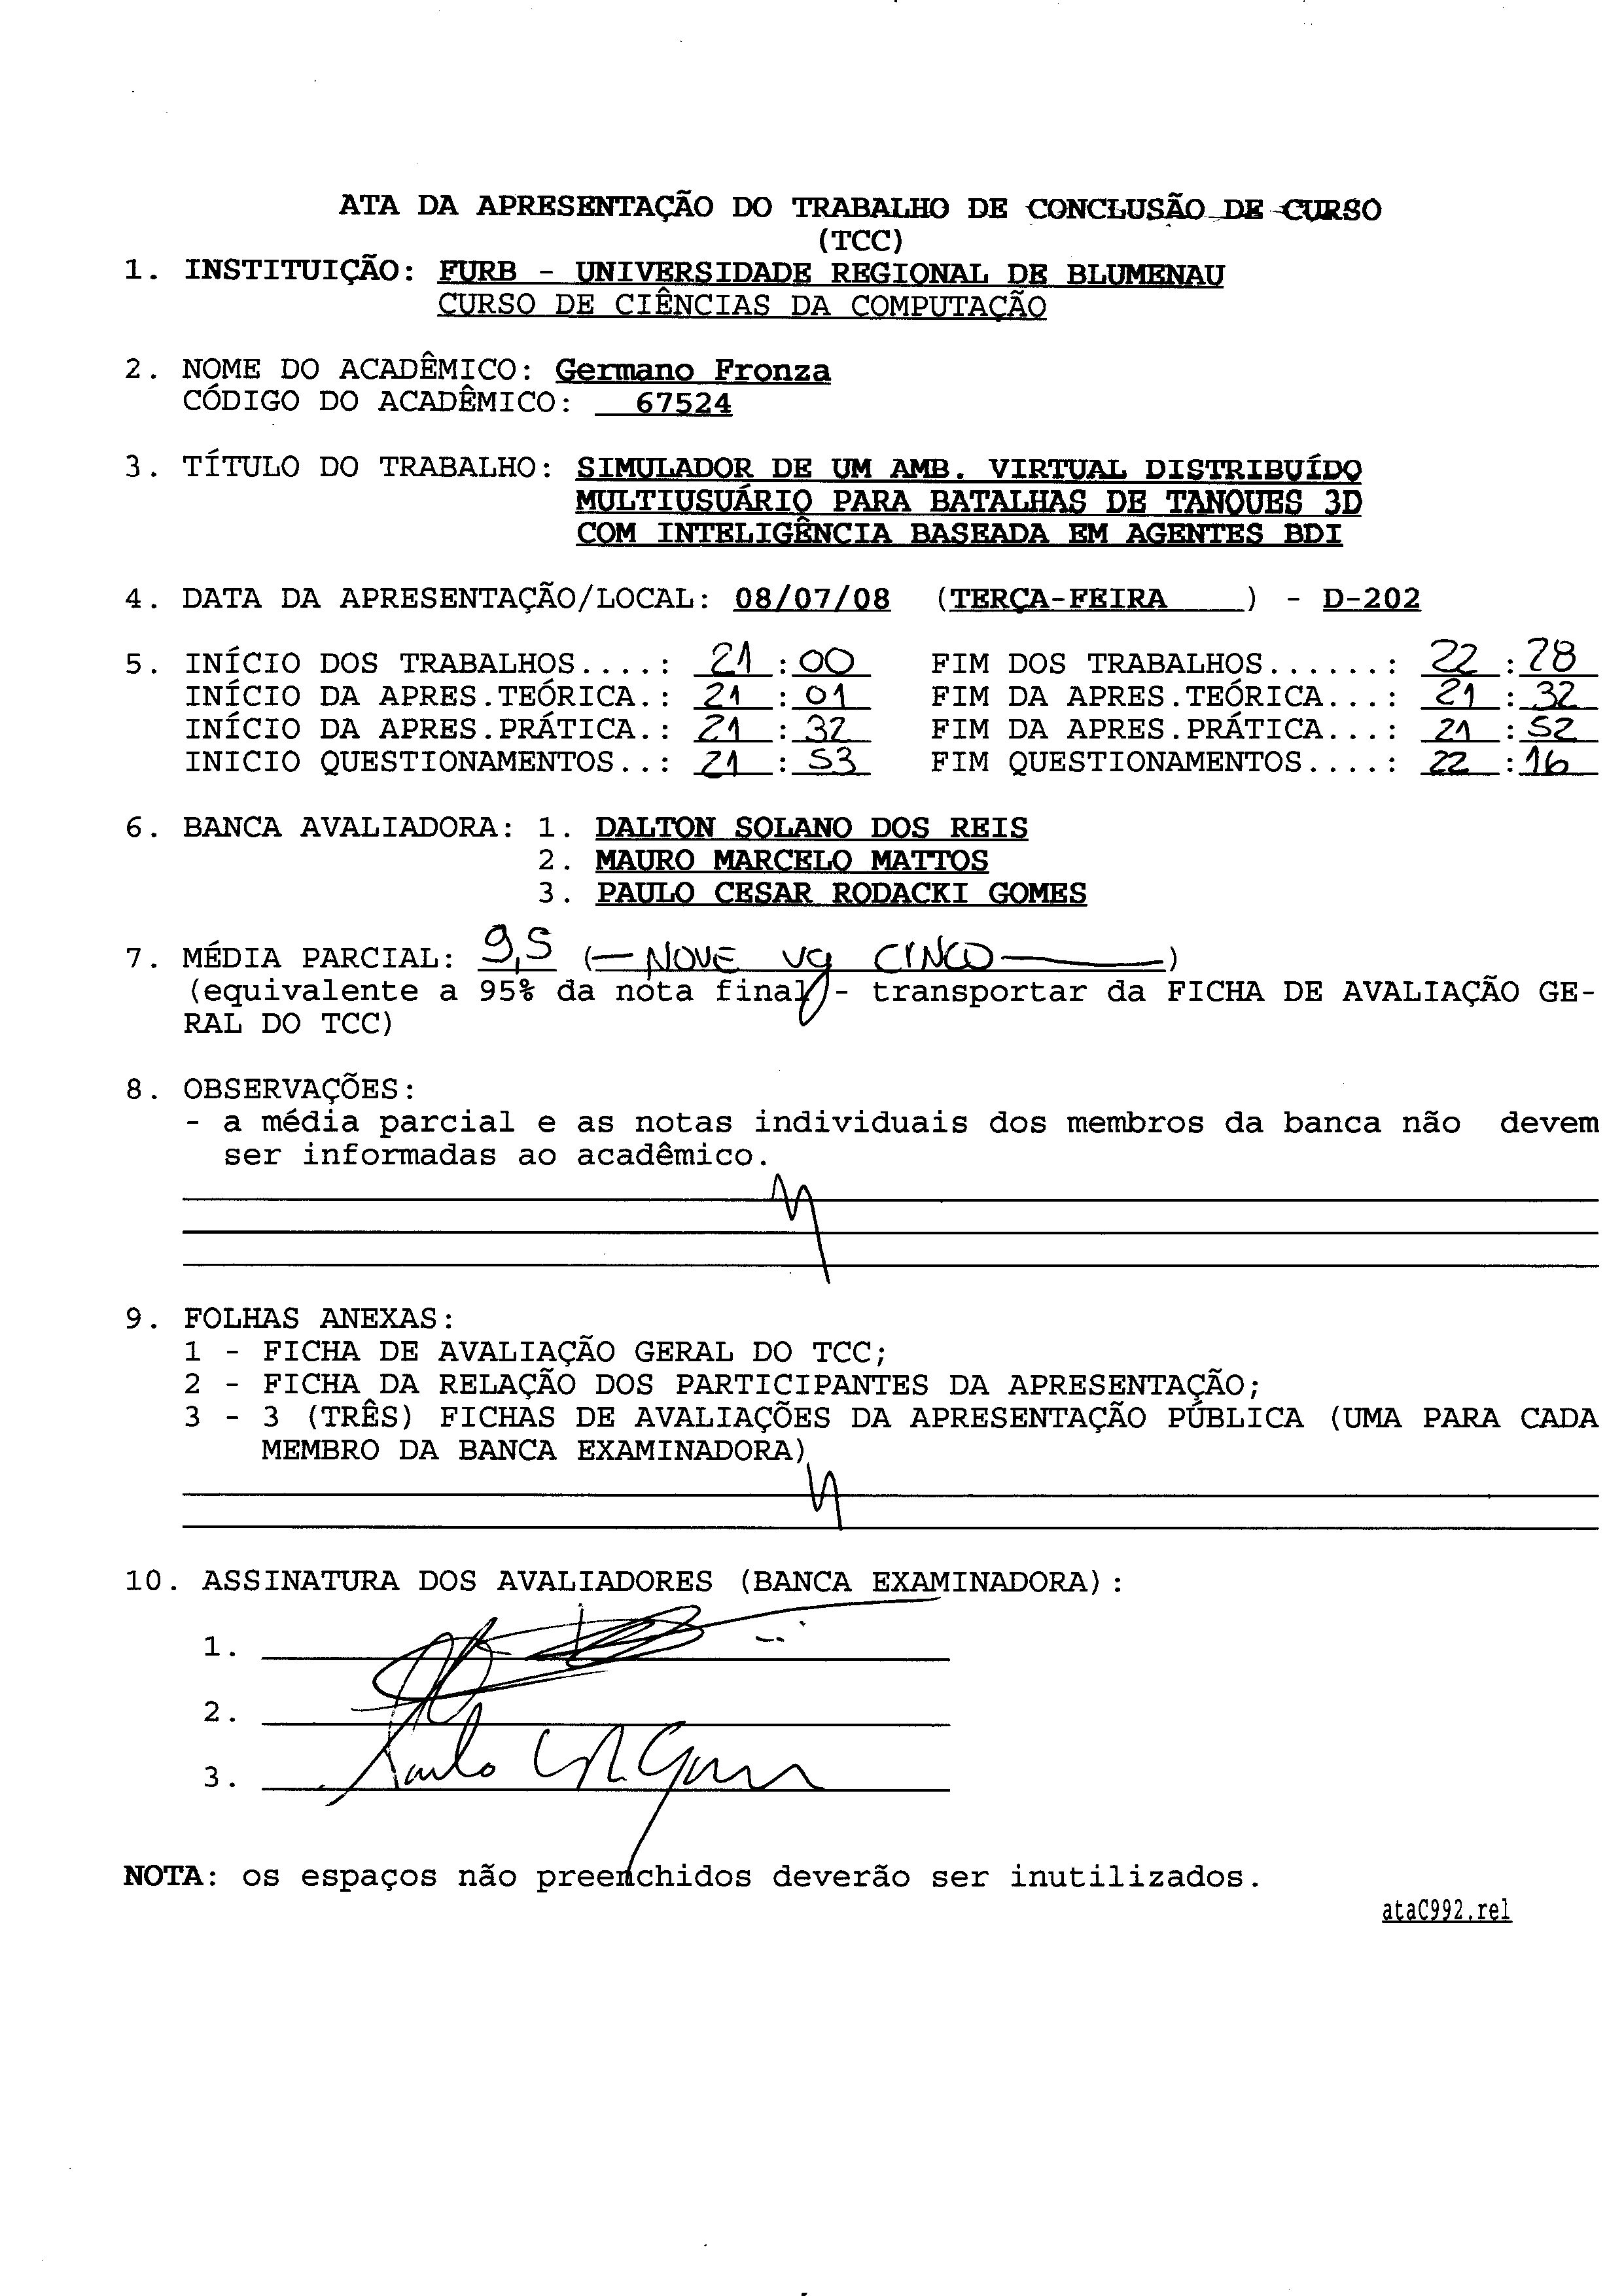 ATA DA APRESENTAÇÃO DO TRABALHO DE CONCLUSÃO DE CURSO
(TCC)
1. INSTITUIÇÃO: FURB - UNIVERSIDADE REGIONAL DE BLUMENAU
CURSO DE CIÊNCIAS DA COMPUTAÇÃO
2. NOME DO ACADÊMICO: Germano Fronza
CÓDIGO DO ACADÊMICO: 67524
3. TÍTULO DO TRABALHO: SIMULADOR DE UM AMB. VIRTUAL DISTRIBUÍDO
MULTIUSUÁRIO PARA BATALHAS DE TANQUES 3D
COM INTELIGÊNCIA BASEADA EM AGENTES BDI
4. DATA DA APRESENTAÇÃO/LOCAL: 08/07/08 (TERÇA-FEIRA ) - D-202
5. INÍCIO DOS TRABALHOS....: 21:00 FIM DOS TRABALHOS......: 22:28
INÍCIO DA APRES.TEÓRICA.: 21:01 FIM DA APRES.TEÓRICA...: 21:32
INÍCIO DA APRES.PRÁTICA.: 21:32 FIM DA APRES.PRÁTICA...: 21:52
INICIO QUESTIONAMENTOS..: 21:53 FIM QUESTIONAMENTOS....: 22:16
6. BANCA AVALIADORA: 1. DALTON SOLANO DOS REIS
2. MAURO MARCELO MATTOS
3. PAULO CESAR RODACKI GOMES
7. MÉDIA PARCIAL: 9,5 (— NOVE vg CINCO ———)
(equivalente a 95% da nota final - transportar da FICHA DE AVALIAÇÃO GE-
RAL DO TCC)
8. OBSERVAÇÕES:
- a média parcial e as notas individuais dos membros da banca não devem
ser informadas ao acadêmico.
9. FOLHAS ANEXAS:
1 - FICHA DE AVALIAÇÃO GERAL DO TCC;
2 - FICHA DA RELAÇÃO DOS PARTICIPANTES DA APRESENTAÇÃO;
3 - 3 (TRÊS) FICHAS DE AVALIAÇÕES DA APRESENTAÇÃO PÚBLICA (UMA PARA CADA
MEMBRO DA BANCA EXAMINADORA)
10. ASSINATURA DOS AVALIADORES (BANCA EXAMINADORA):
1.
2.
3. Paulo
NOTA: os espaços não preenchidos deverão ser inutilizados.
ataC992.rel